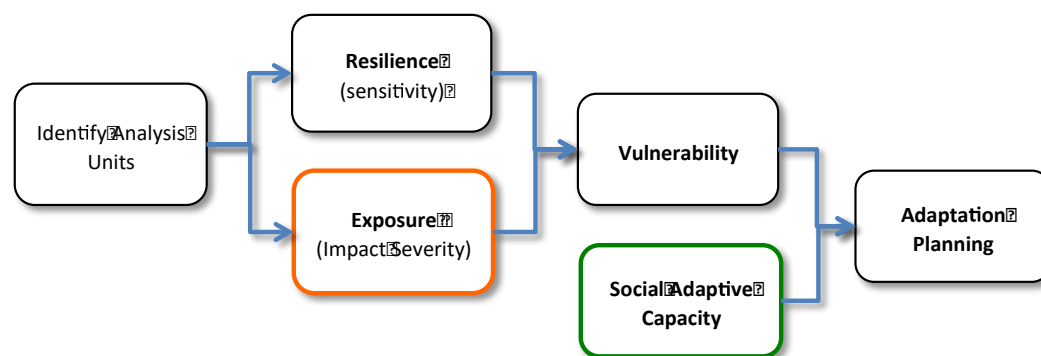 Identify Analysis
Units
Resilience
(sensitivity)
Exposure
(Impact Severity)
Vulnerability
Social Adaptive
Capacity
Adaptation
Planning